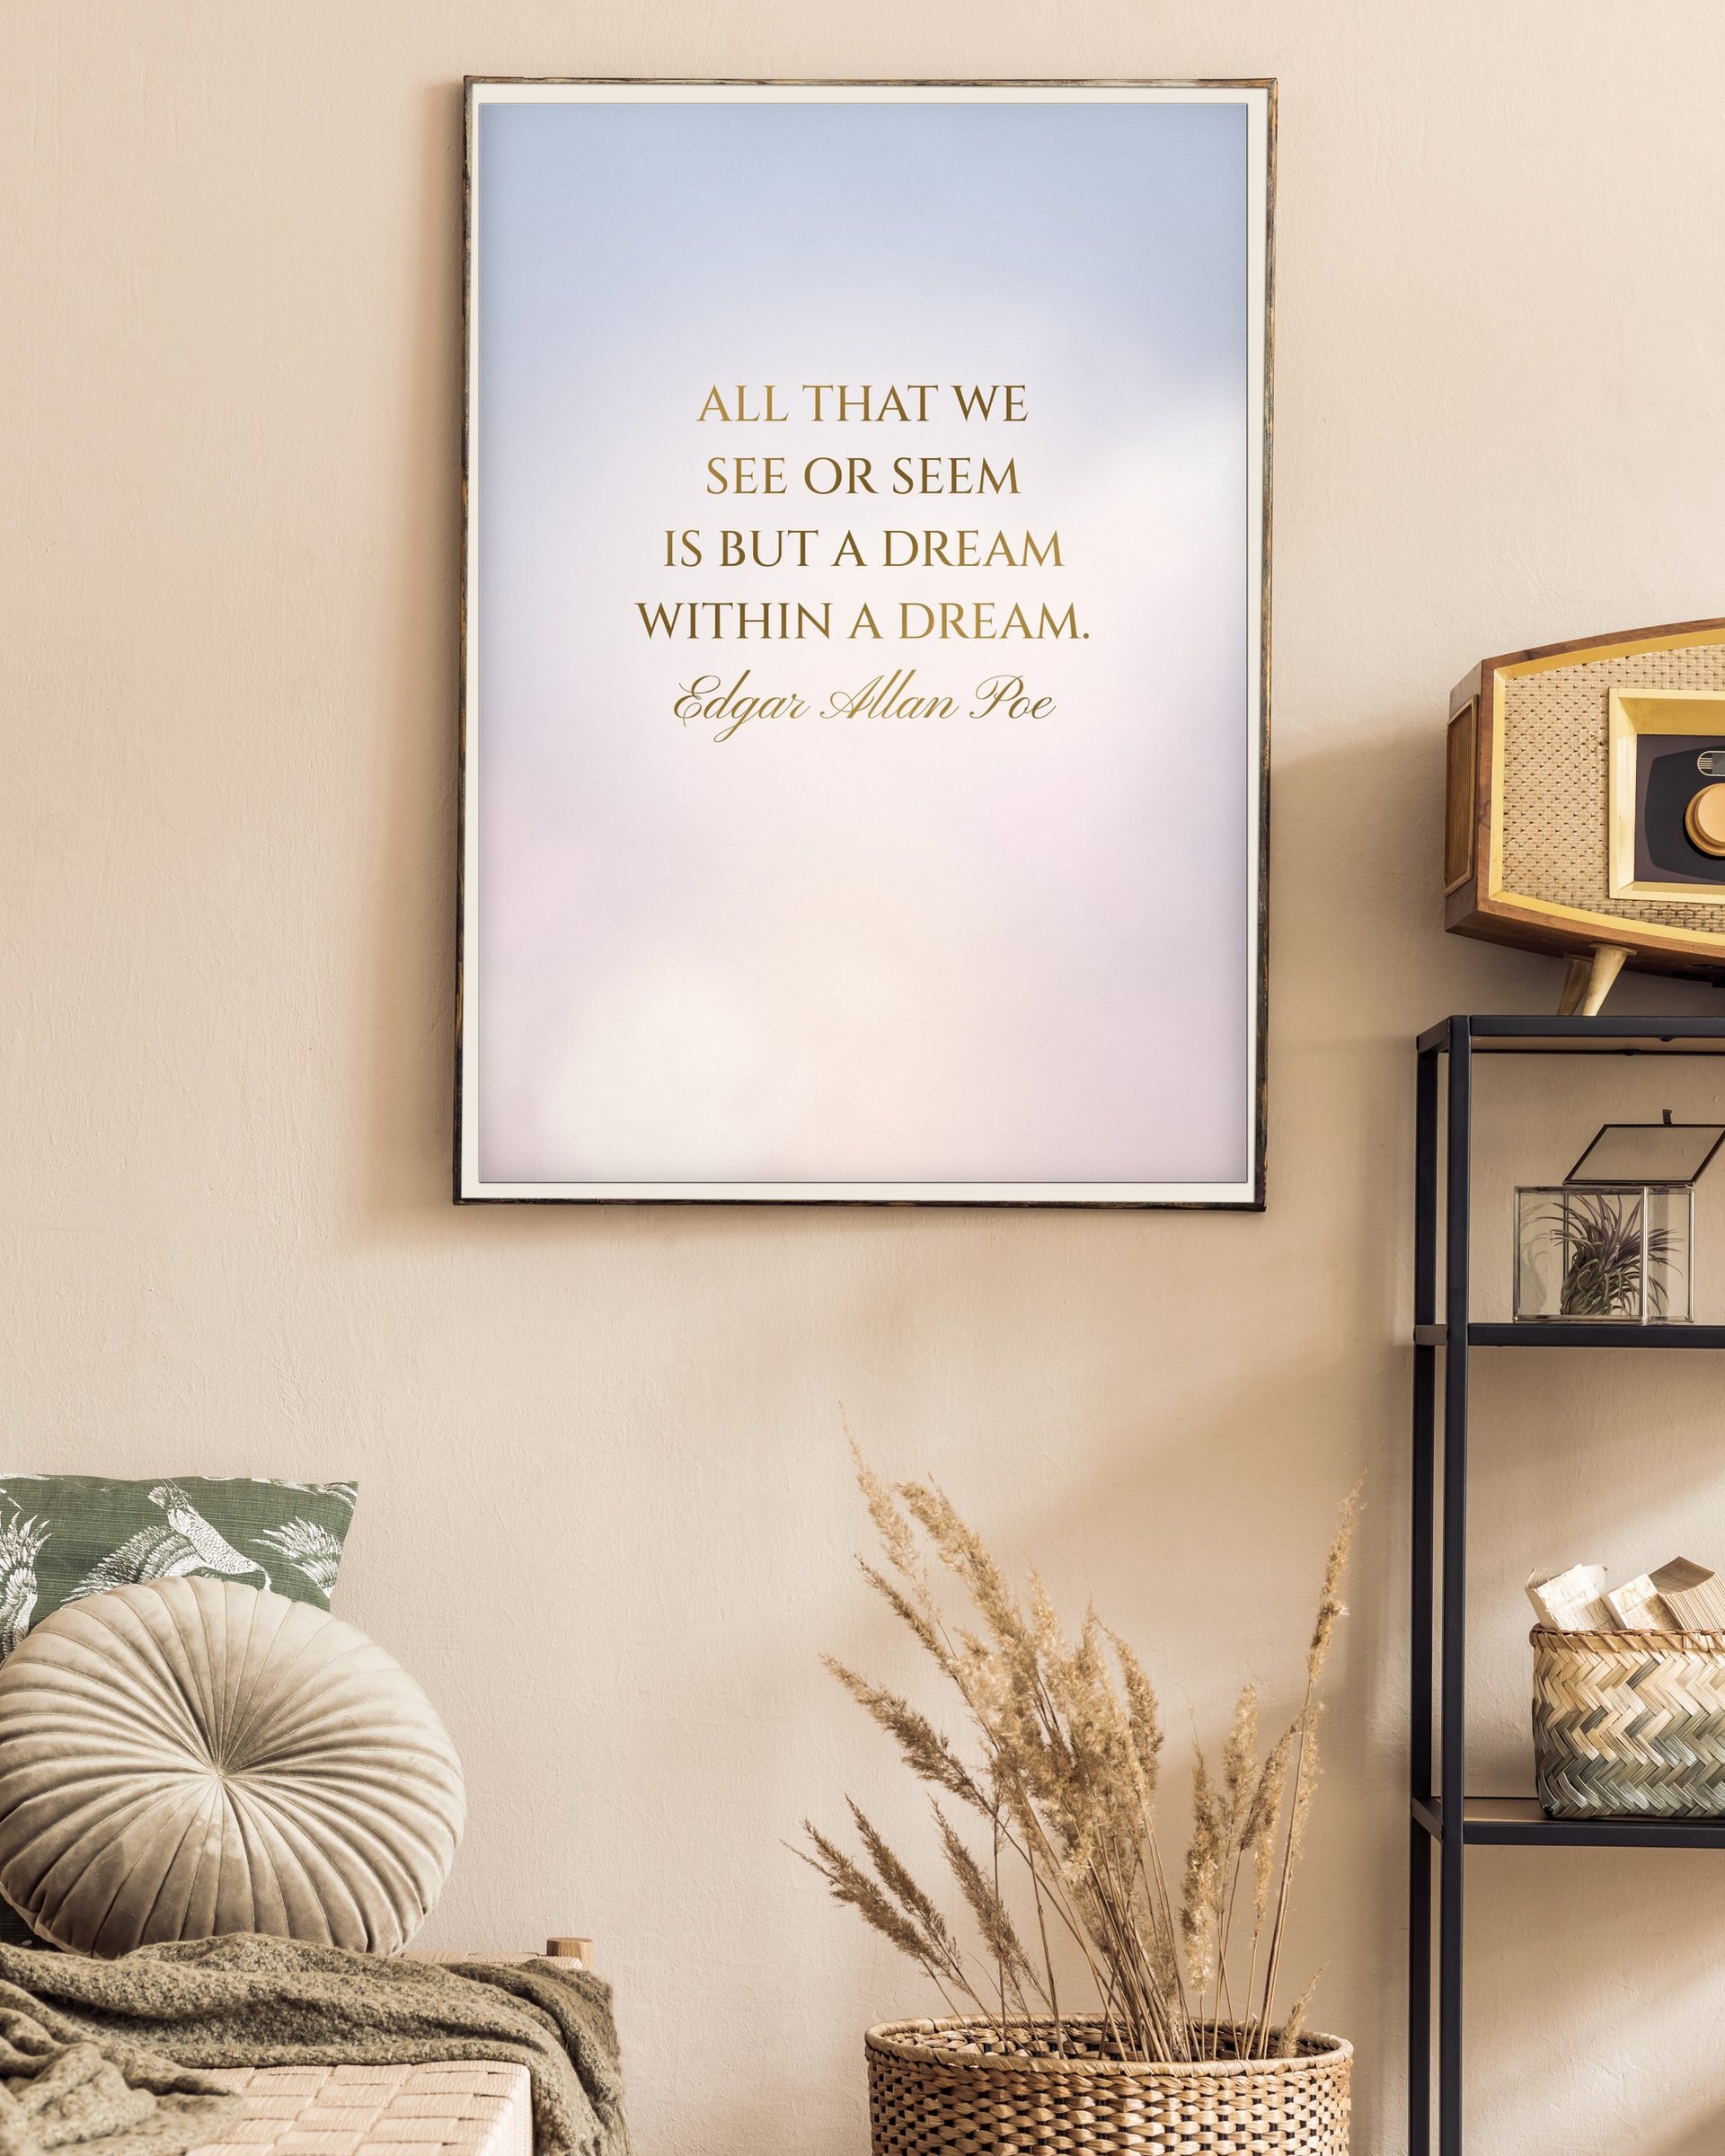 ALL THAT WE
SEE OR SEEM
IS BUT A DREAM
WITHIN A DREAM.
Edgar Allan Poe